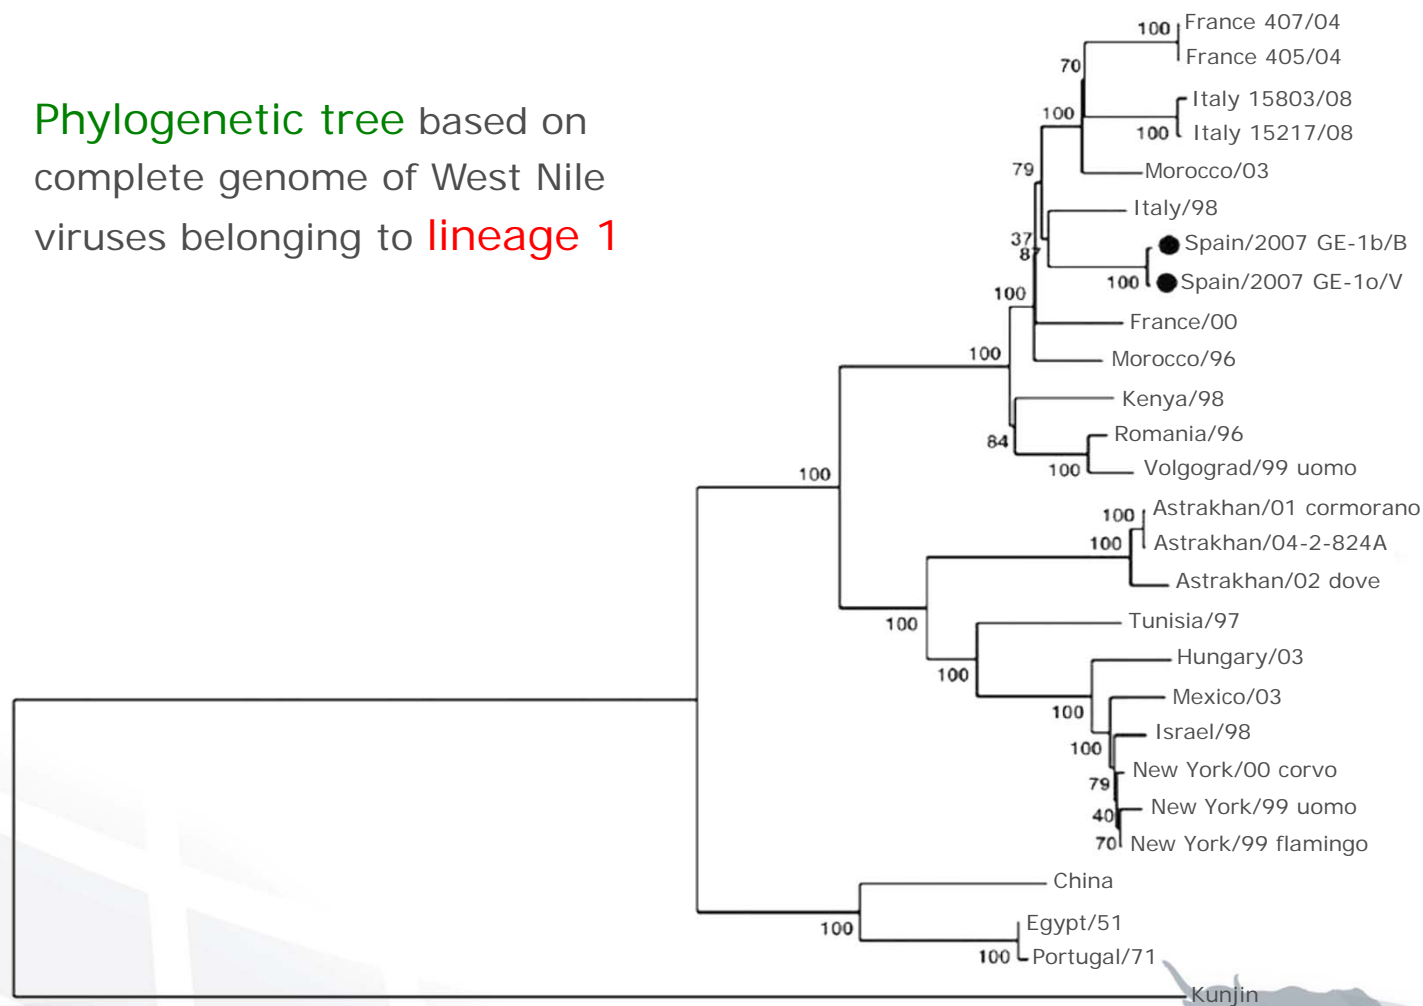 Phylogenetic tree based on
complete genome of West Nile
viruses belonging to lineage 1
100 France 407/04
France 405/04
70
Italy 15803/08
100
100 Italy 15217/08
79 Morocco/03
Italy/98
37
87
Spain/2007 GE-1b/B
100 Spain/2007 GE-1o/V
100
France/00
100
Morocco/96
Kenya/98
84
Romania/96
100 Volgograd/99 uomo
100
100 Astrakhan/01 cormorano
100 Astrakhan/04-2-824A
Astrakhan/02 dove
100
Tunisia/97
Hungary/03
100
Mexico/03
100
Israel/98
100
New York/00 corvo
79
New York/99 uomo
40
70 New York/99 flamingo
China
Egypt/51
100
100 Portugal/71
Kunjin